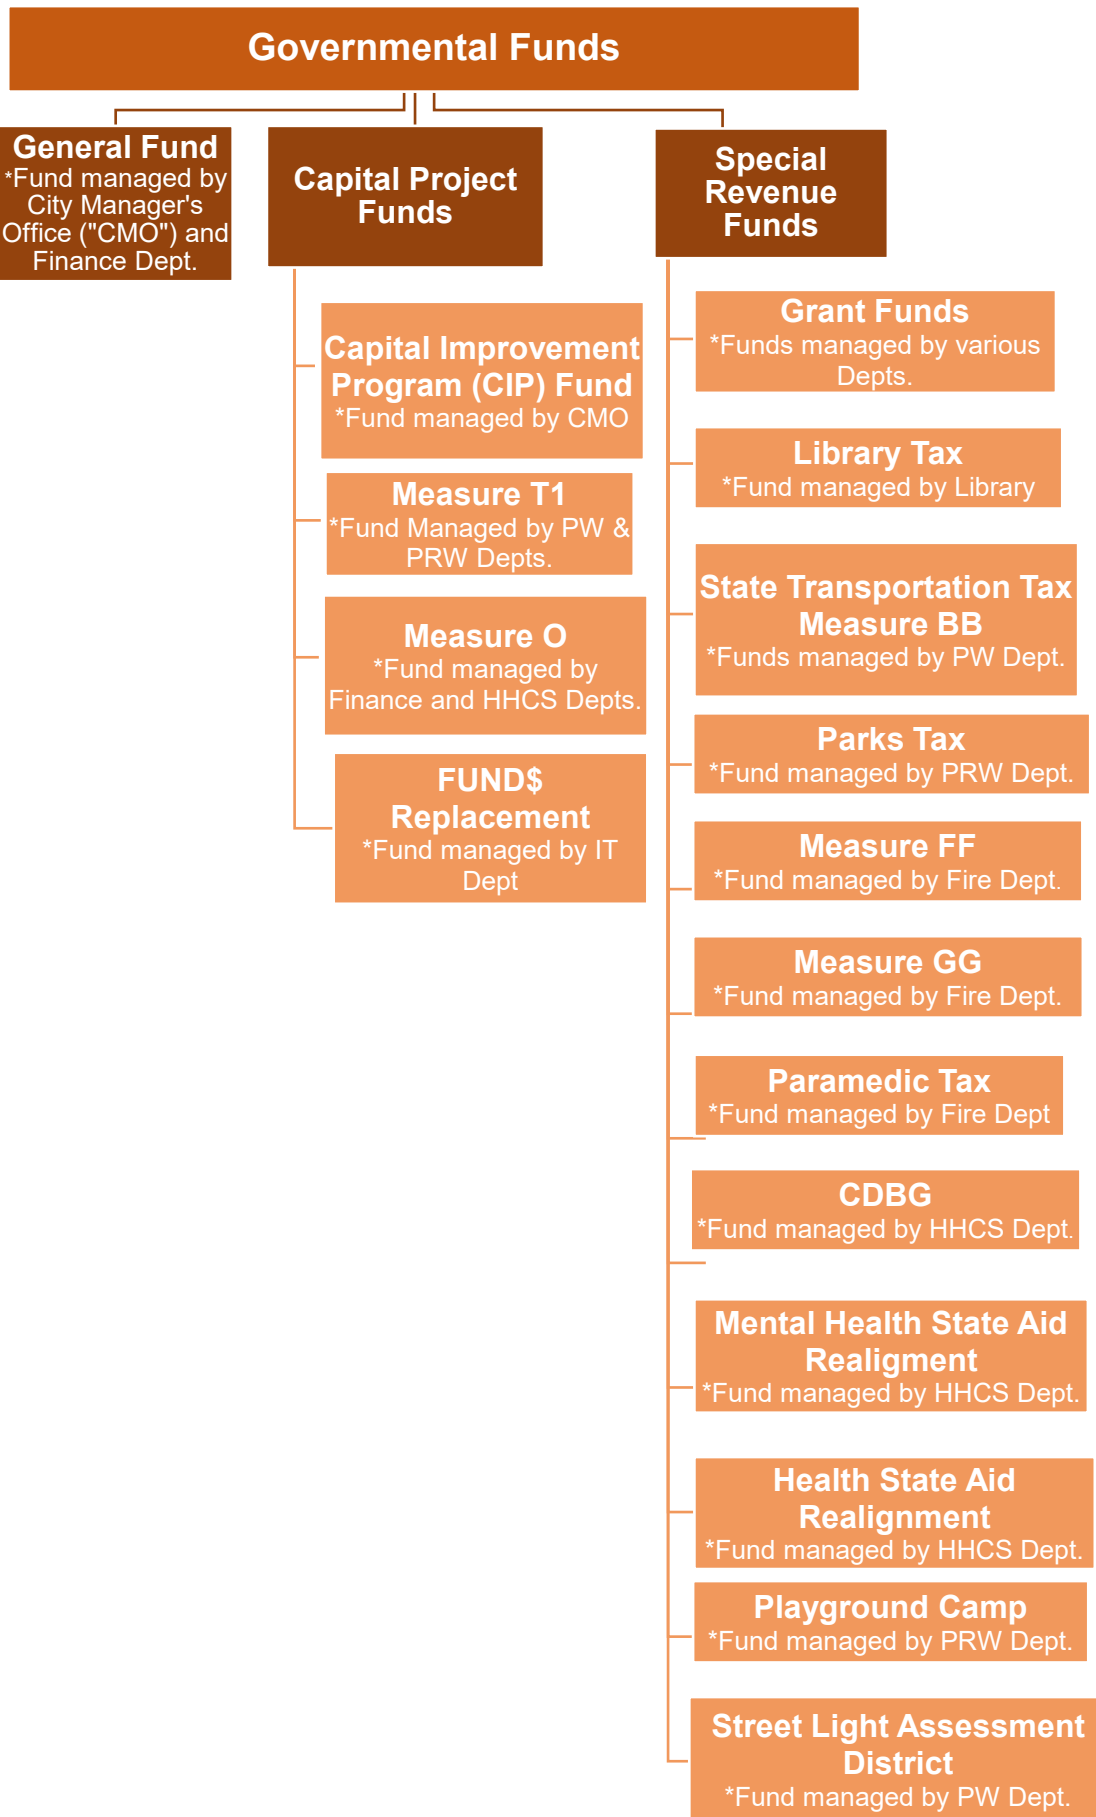 Governmental Funds
General Fund
*Fund managed by
City Manager's
Office ("CMO") and
Finance Dept.
Capital Project
Funds
Capital Improvement
Program (CIP) Fund
*Fund managed by CMO
Measure T1
*Fund Managed by PW &
PRW Depts.
Measure O
*Fund managed by
Finance and HHCS Depts.
FUND$
Replacement
*Fund managed by IT
Dept
Special
Revenue
Funds
Grant Funds
*Funds managed by various
Depts.
Library Tax
*Fund managed by Library
State Transportation Tax
Measure BB
*Funds managed by PW Dept.
Parks Tax
*Fund managed by PRW Dept.
Measure FF
*Fund managed by Fire Dept.
Measure GG
*Fund managed by Fire Dept.
Paramedic Tax
*Fund managed by Fire Dept
CDBG
*Fund managed by HHCS Dept.
Mental Health State Aid
Realigment
*Fund managed by HHCS Dept.
Health State Aid
Realignment
*Fund managed by HHCS Dept.
Playground Camp
*Fund managed by PRW Dept.
Street Light Assessment
District
*Fund managed by PW Dept.